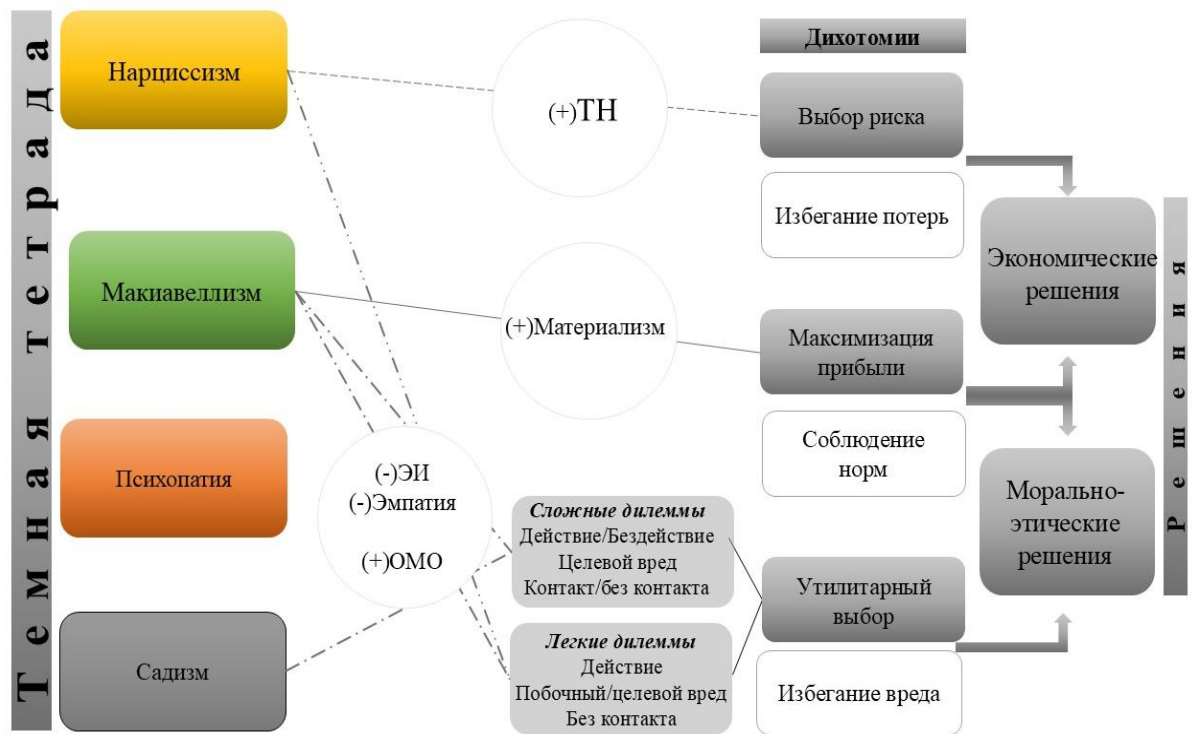 Темная тетрада
Нарциссизм
Макиавеллизм
Психопатия
Садизм
(+)ТН
(+)Материализм
(-)ЭИ
(-)Эмпатия
(+)ОМО
Сложные дилеммы
Действие/Бездействие
Целевой вред
Контакт/без контакта
Легкие дилеммы
Действие
Побочный/целевой вред
Без контакта
Дихотомии
Выбор риска
Избегание потерь
Максимизация
прибыли
Соблюдение
норм
Утилитарный
выбор
Избегание вреда
Экономические
решения
Морально-
этические
решения
Решения